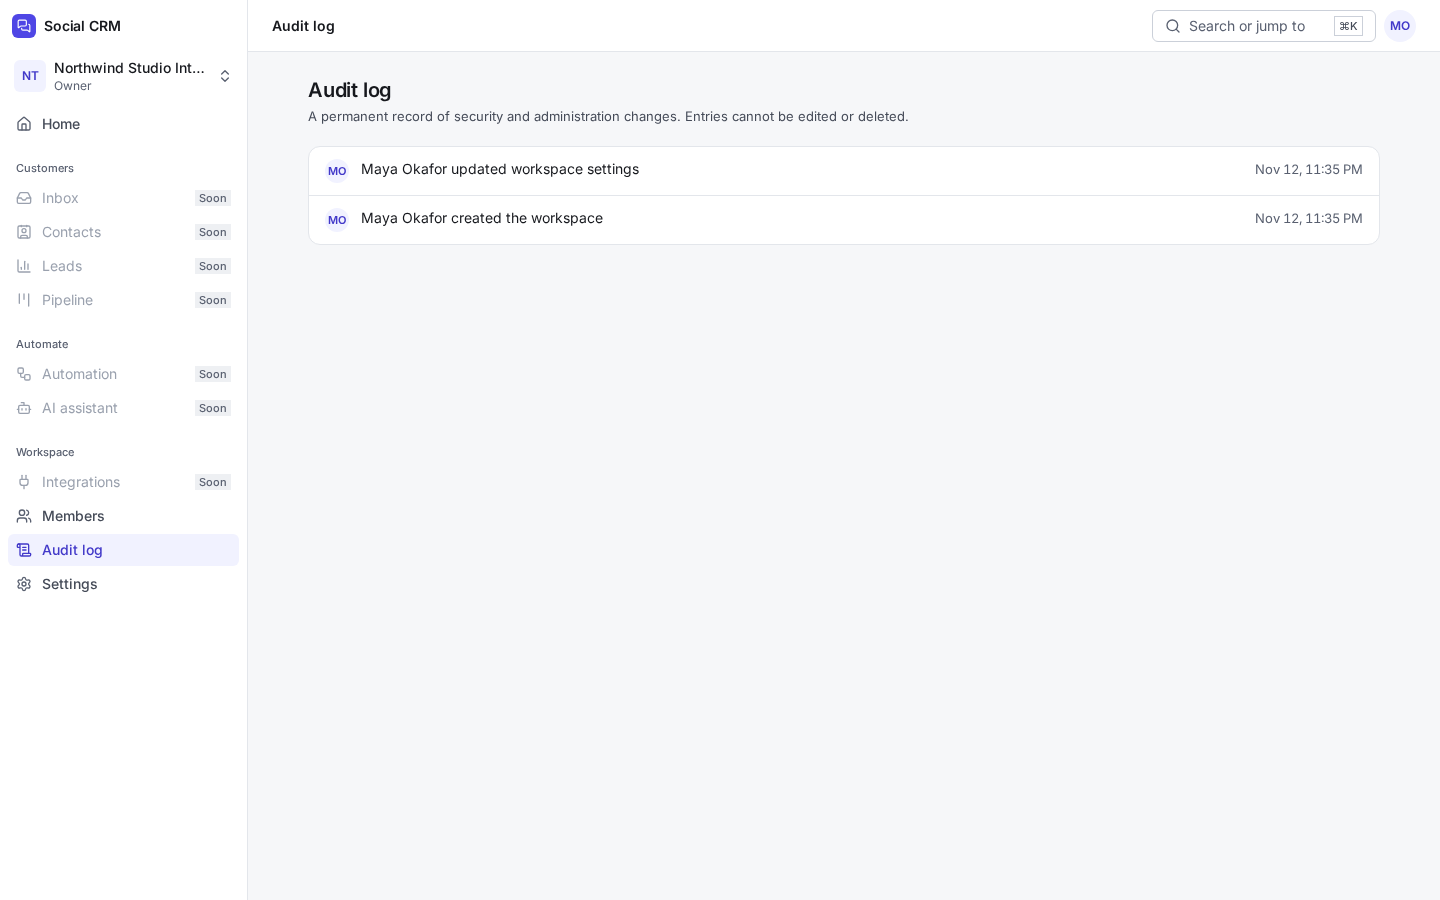 Social CRM
Audit log
Search or jump to
⌘K
MO
NT
Northwind Studio Int...
Owner
Home
Customers
Inbox
Soon
Contacts
Soon
Leads
Soon
Pipeline
Soon
Automate
Automation
Soon
AI assistant
Soon
Workspace
Integrations
Soon
Members
Audit log
Settings
Audit log
A permanent record of security and administration changes. Entries cannot be edited or deleted.
MO
Maya Okafor updated workspace settings
Nov 12, 11:35 PM
MO
Maya Okafor created the workspace
Nov 12, 11:35 PM